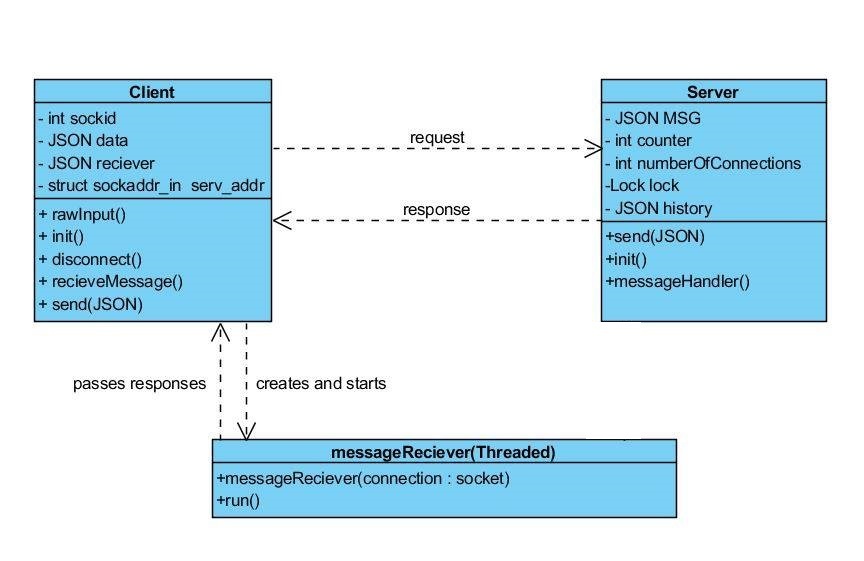 Client
- int sockid
- JSON data
- JSON reciever
- struct sockaddr_in serv_addr
+ rawInput()
+ init()
+ disconnect()
+ recieveMessage()
+ send(JSON)
request
response
Server
- JSON MSG
- int counter
- int numberOfConnections
-Lock lock
- JSON history
+send(JSON)
+init()
+messageHandler()
passes responses
creates and starts
messageReciever(Threaded)
+messageReciever(connection : socket)
+run()